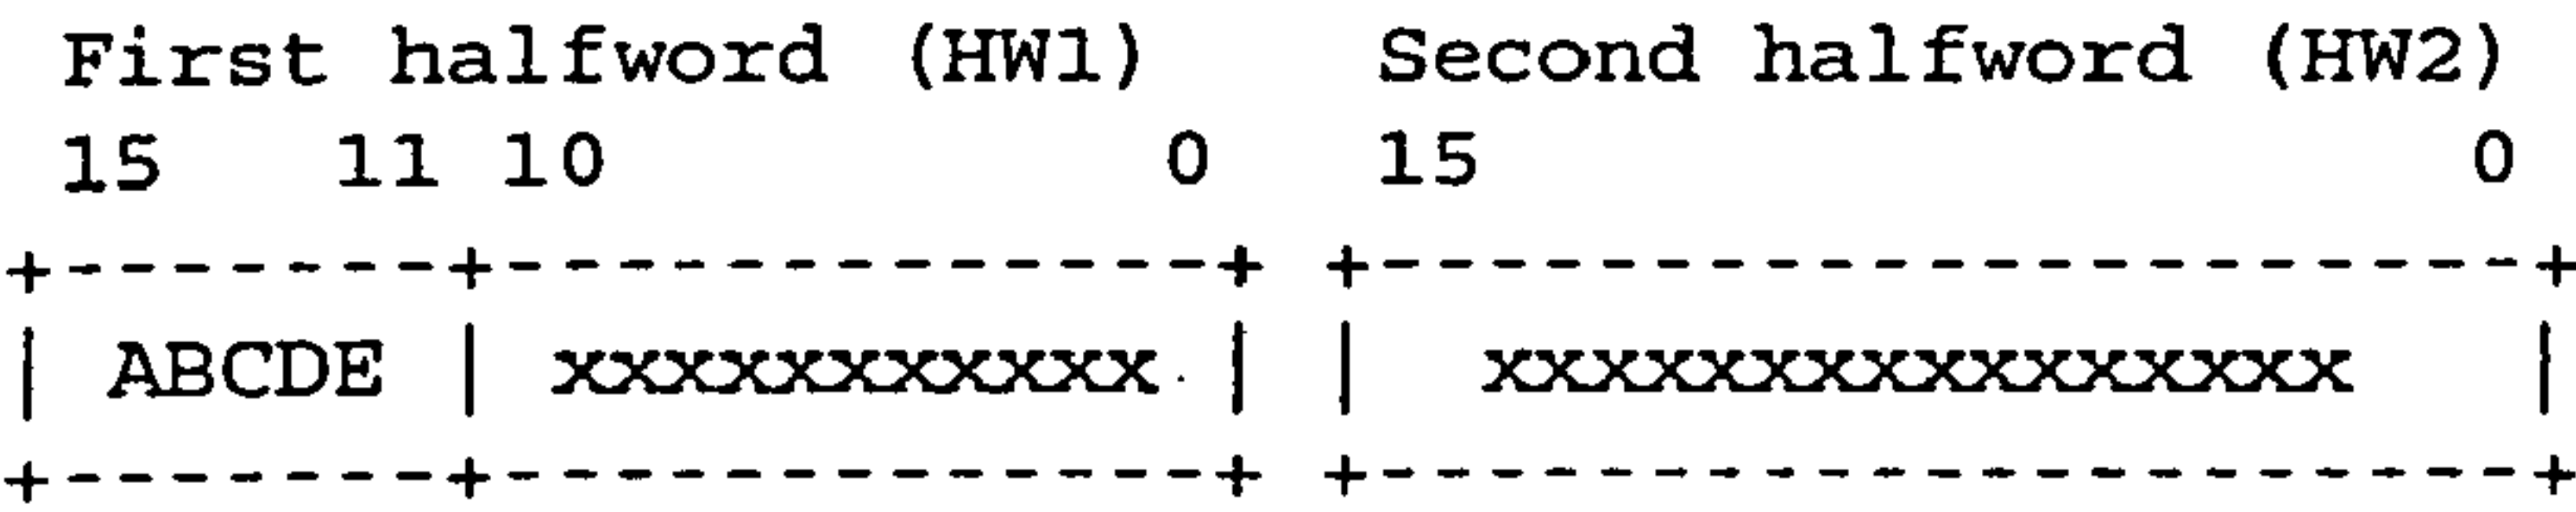 First halfword (HW1) Second halfword (HW2)
15 11 10 0 15 0
+-------+-------------+ +---------------------+
| ABCDE | xxxxxxxxxxx | | xxxxxxxxxxxxxxxx |
+-------+-------------+ +---------------------+